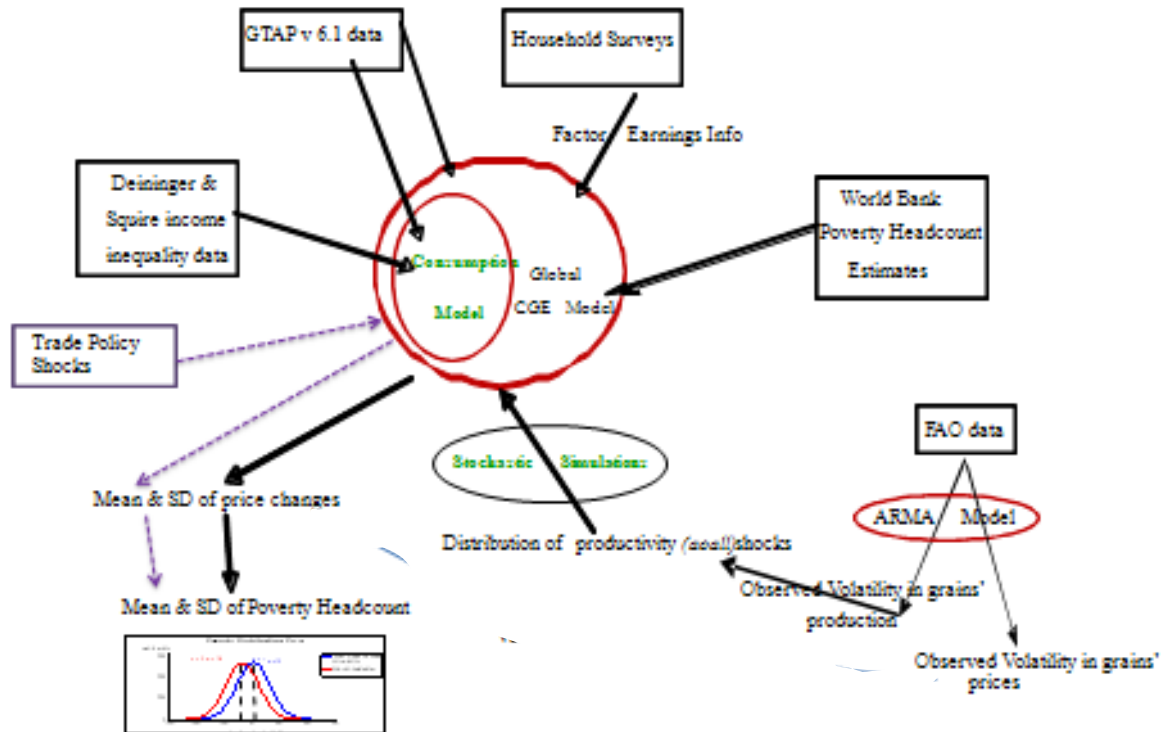 GTAP v 6.1 data
Household Surveys
Factor Earnings Info
Deininger &
Squire income
inequality data
World Bank
Poverty Headcount
Estimates
Consumption
Model
Global
CGE Model
Trade Policy
Shocks
FAO data
Stochastic Simulations
ARMA Model
Mean & SD of price changes
Distribution of productivity (aoall)shocks
Observed Volatility in grains'
production
Mean & SD of Poverty Headcount
Observed Volatility in grains'
prices